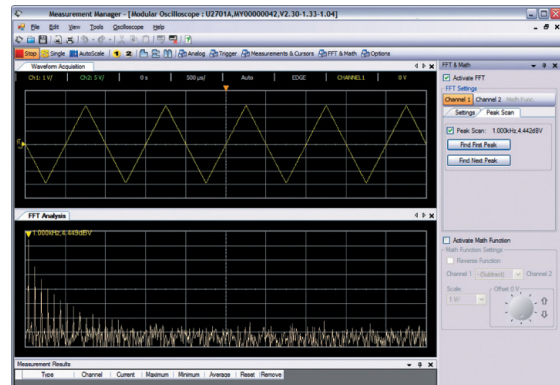 Measurement Manager - [Modular Oscilloscope : U2701A,MY00000042,V2.30-1.33-1.04]
File Edit View Tools Oscilloscope Help
Stop Single AutoScale 1 2 Analog Trigger Measurements & Cursors FFT & Math Options
Waveform Acquisition
Ch1: 1 V/ Ch2: 5 V/ 0 s 500 µs/ Auto EDGE CHANNEL1 0 V
FFT Analysis
1.000kHz,4.449dBV
Measurement Results
Type Channel Current Maximum Minimum Average Reset Remove
FFT & Math
Activate FFT
FFT Settings
Channel 1 Channel 2 Math Func
Settings Peak Scan
Peak Scan: 1.000kHz,4.442dBV
Find First Peak
Find Next Peak
Activate Math Function
Math Function Settings
Reverse Function
Channel 1 (Subtract) Channel 2
Scale Offset 0 V
1 V/